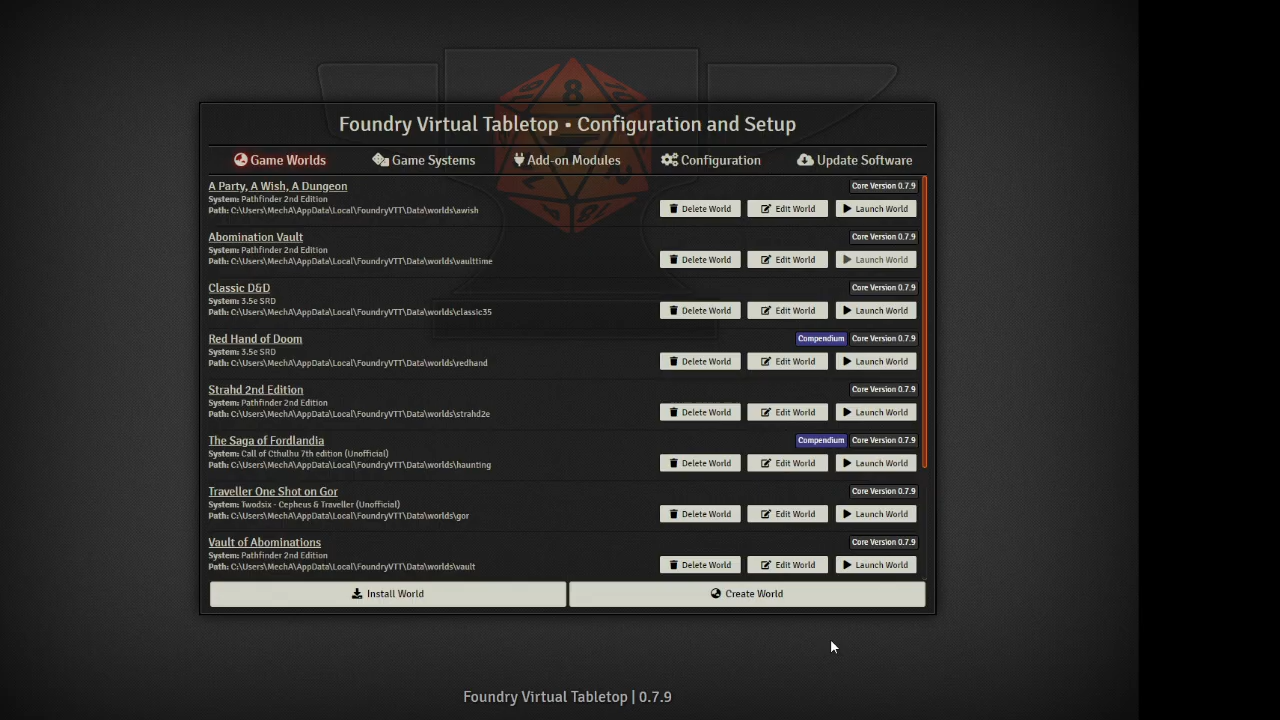 Foundry Virtual Tabletop • Configuration and Setup
Game Worlds Game Systems Add-on Modules Configuration Update Software
A Party, A Wish, A Dungeon Core Version 0.7.9
System: Pathfinder 2nd Edition
Path: C:\Users\MechA\AppData\Local\FoundryVTT\Data\worlds\awish Delete World Edit World Launch World
Abomination Vault Core Version 0.7.9
System: Pathfinder 2nd Edition
Path: C:\Users\MechA\AppData\Local\FoundryVTT\Data\worlds\vaulttime Delete World Edit World Launch World
Classic D&D Core Version 0.7.9
System: 3.5e SRD
Path: C:\Users\MechA\AppData\Local\FoundryVTT\Data\worlds\classic35 Delete World Edit World Launch World
Red Hand of Doom Compendium Core Version 0.7.9
System: 3.5e SRD
Path: C:\Users\MechA\AppData\Local\FoundryVTT\Data\worlds\redhand Delete World Edit World Launch World
Strahd 2nd Edition Core Version 0.7.9
System: Pathfinder 2nd Edition
Path: C:\Users\MechA\AppData\Local\FoundryVTT\Data\worlds\strahd2e Delete World Edit World Launch World
The Saga of Fordlandia Compendium Core Version 0.7.9
System: Call of Cthulhu 7th edition (Unofficial)
Path: C:\Users\MechA\AppData\Local\FoundryVTT\Data\worlds\haunting Delete World Edit World Launch World
Traveller One Shot on Gor Core Version 0.7.9
System: Twodsix - Cepheus & Traveller (Unofficial)
Path: C:\Users\MechA\AppData\Local\FoundryVTT\Data\worlds\gor Delete World Edit World Launch World
Vault of Abominations Core Version 0.7.9
System: Pathfinder 2nd Edition
Path: C:\Users\MechA\AppData\Local\FoundryVTT\Data\worlds\vault Delete World Edit World Launch World
Install World Create World
Foundry Virtual Tabletop | 0.7.9